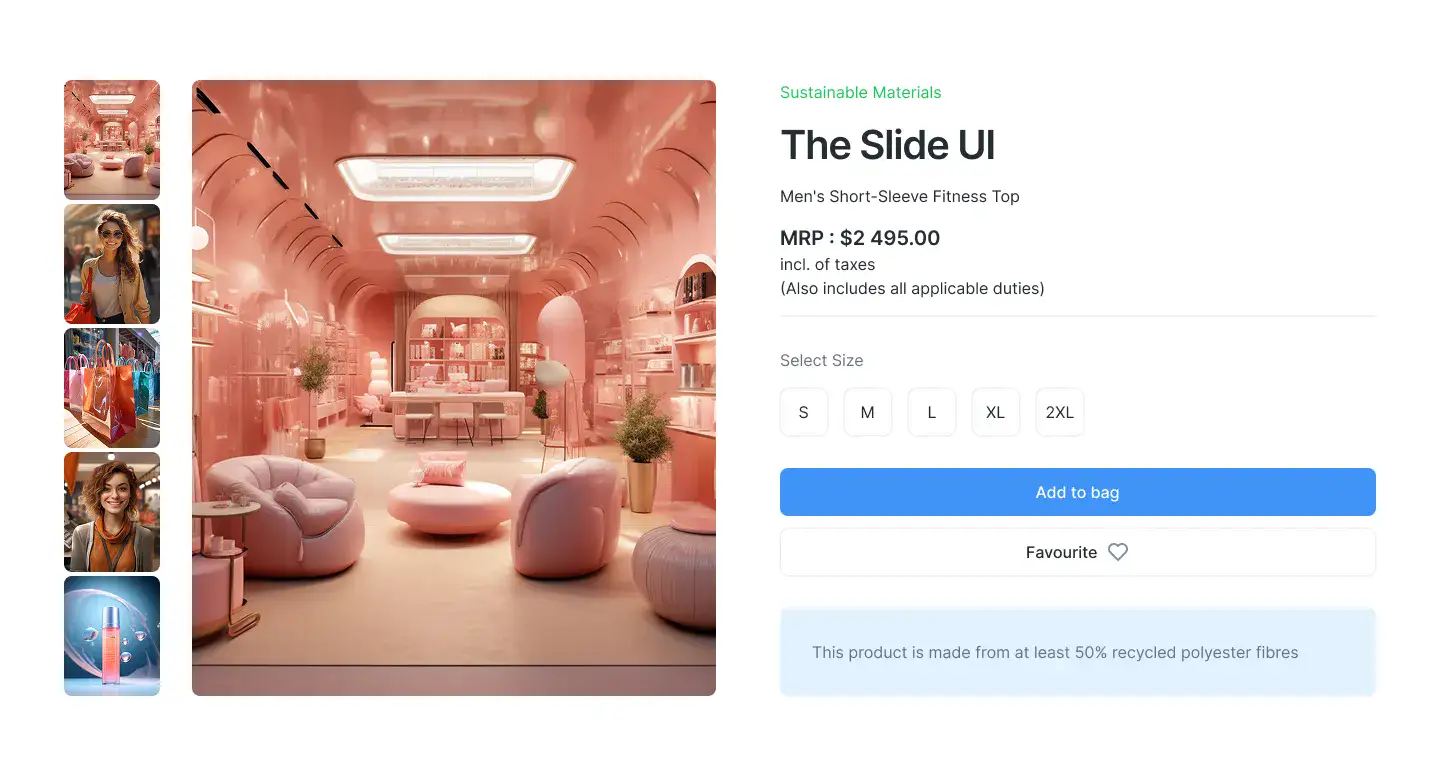 Sustainable Materials
The Slide UI
Men's Short-Sleeve Fitness Top
MRP : $2 495.00
incl. of taxes
(Also includes all applicable duties)
Select Size
S M L XL 2XL
Add to bag
Favourite
This product is made from at least 50% recycled polyester fibres